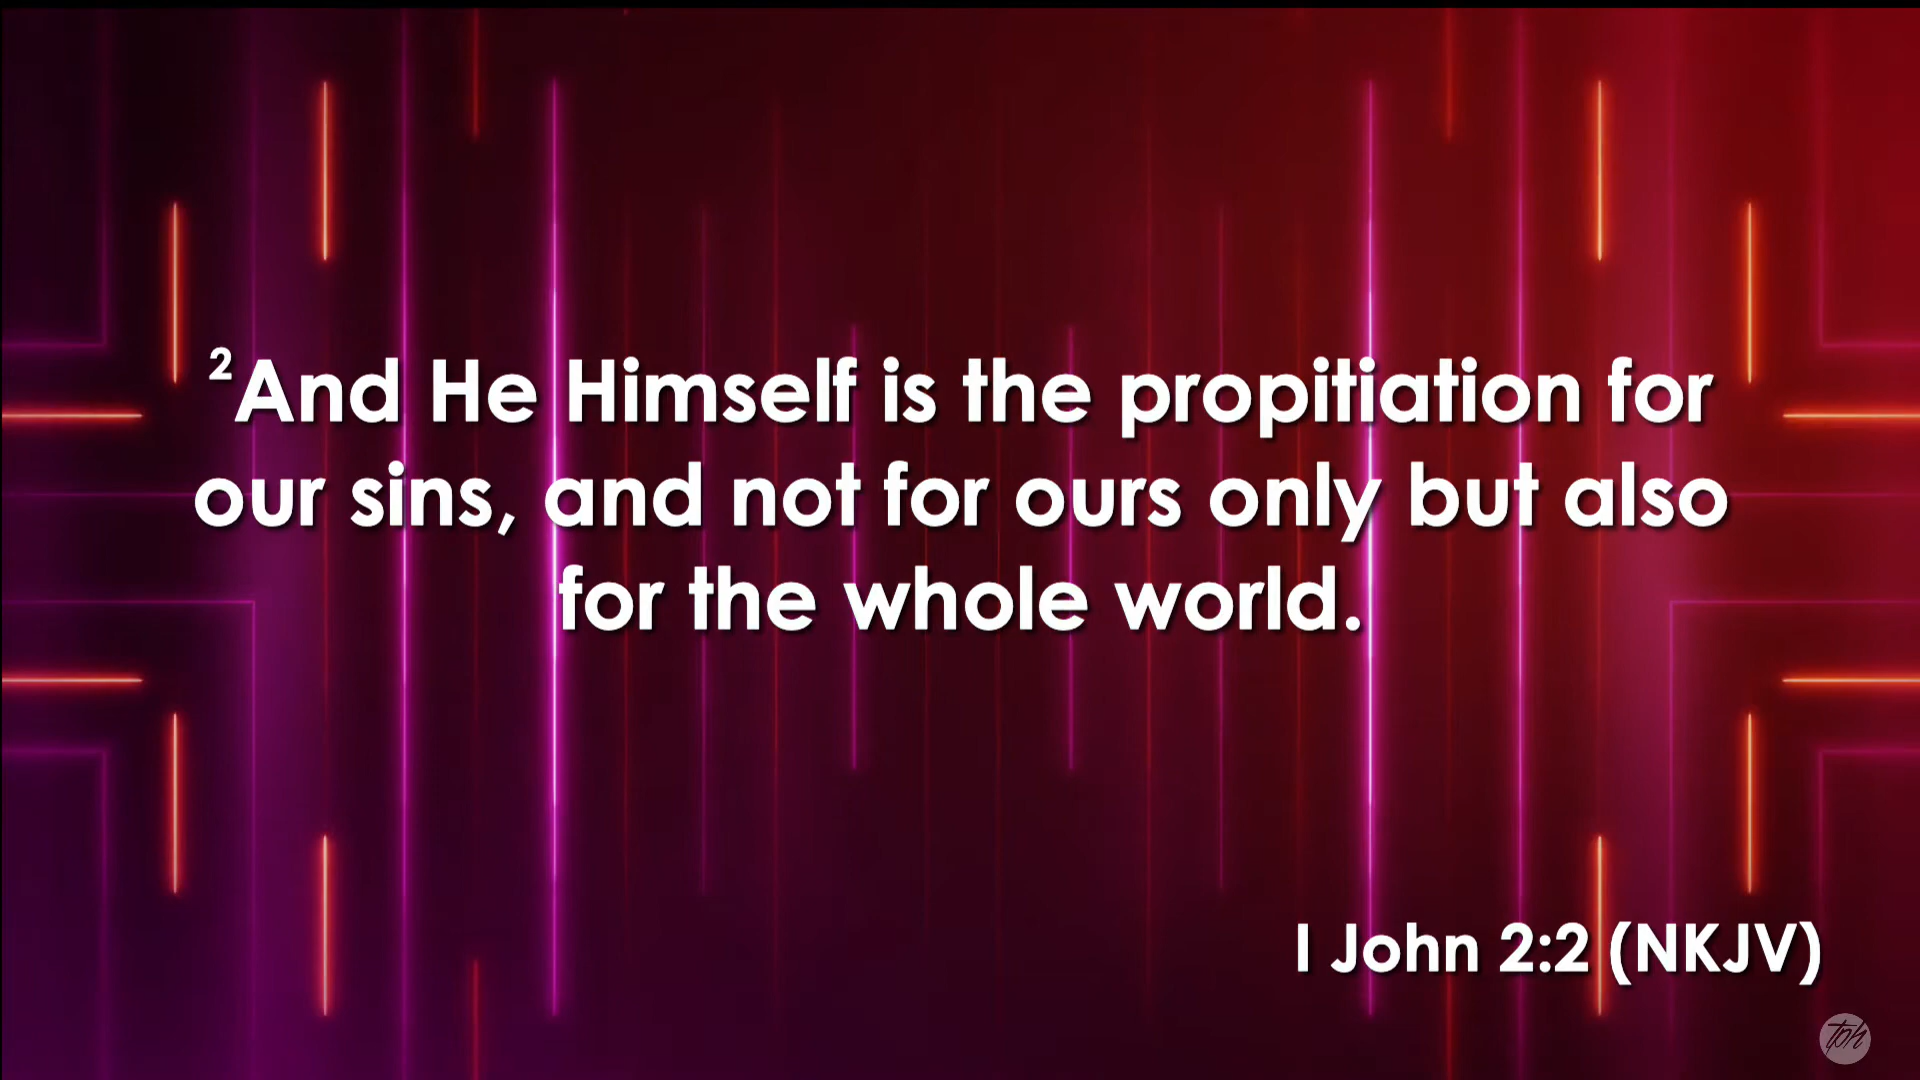 ²And He Himself is the propitiation for
our sins, and not for ours only but also
for the whole world.
I John 2:2 (NKJV)
tph